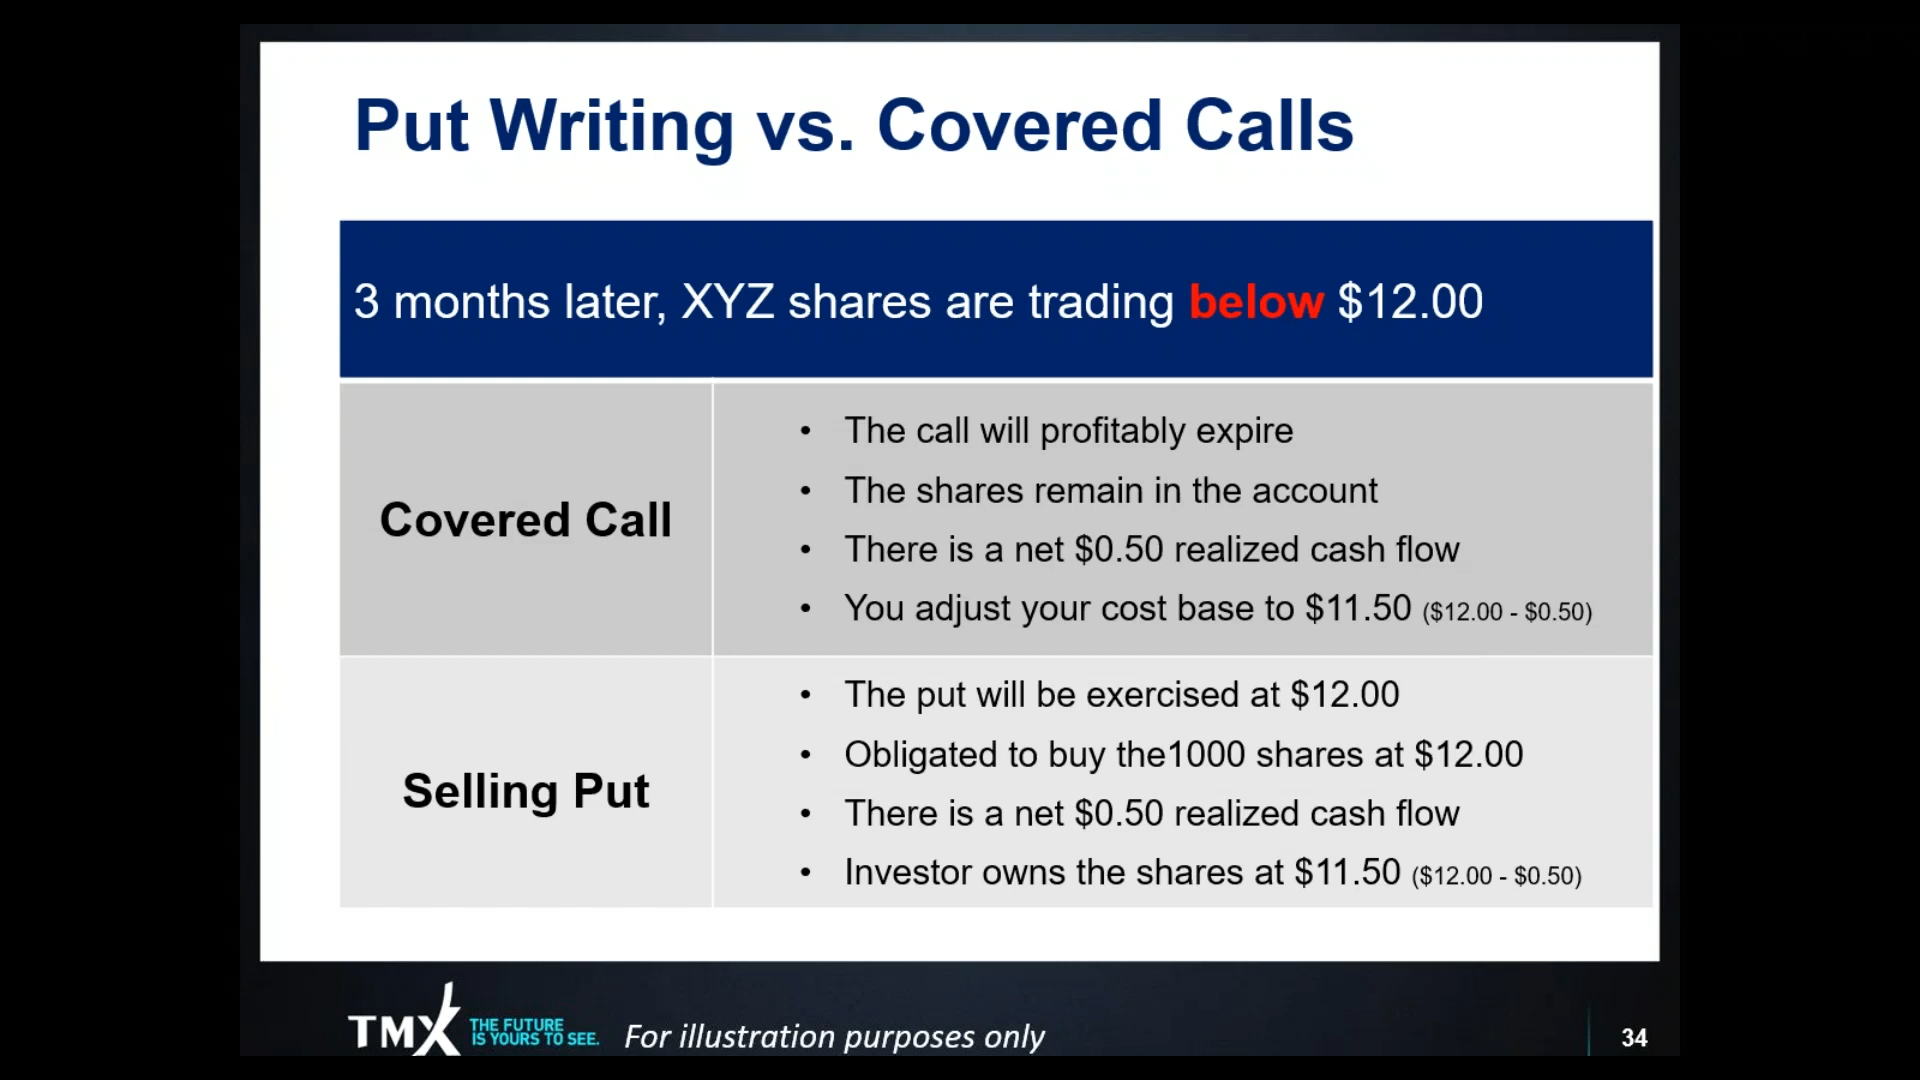 Put Writing vs. Covered Calls
3 months later, XYZ shares are trading below $12.00
Covered Call
• The call will profitably expire
• The shares remain in the account
• There is a net $0.50 realized cash flow
• You adjust your cost base to $11.50 ($12.00 - $0.50)
Selling Put
• The put will be exercised at $12.00
• Obligated to buy the1000 shares at $12.00
• There is a net $0.50 realized cash flow
• Investor owns the shares at $11.50 ($12.00 - $0.50)
TMX THE FUTURE
IS YOURS TO SEE.
For illustration purposes only
34